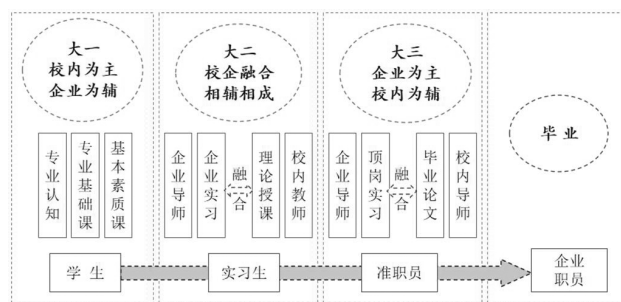 大一
校内为主
企业为辅
专业认知
专业基础课
基本素质课
学生
大二
校企融合
相辅相成
企业导师
企业实习
融合
理论授课
校内教师
实习生
大三
企业为主
校内为辅
企业导师
顶岗实习
融合
毕业论文
校内导师
准职员
毕业
企业
职员